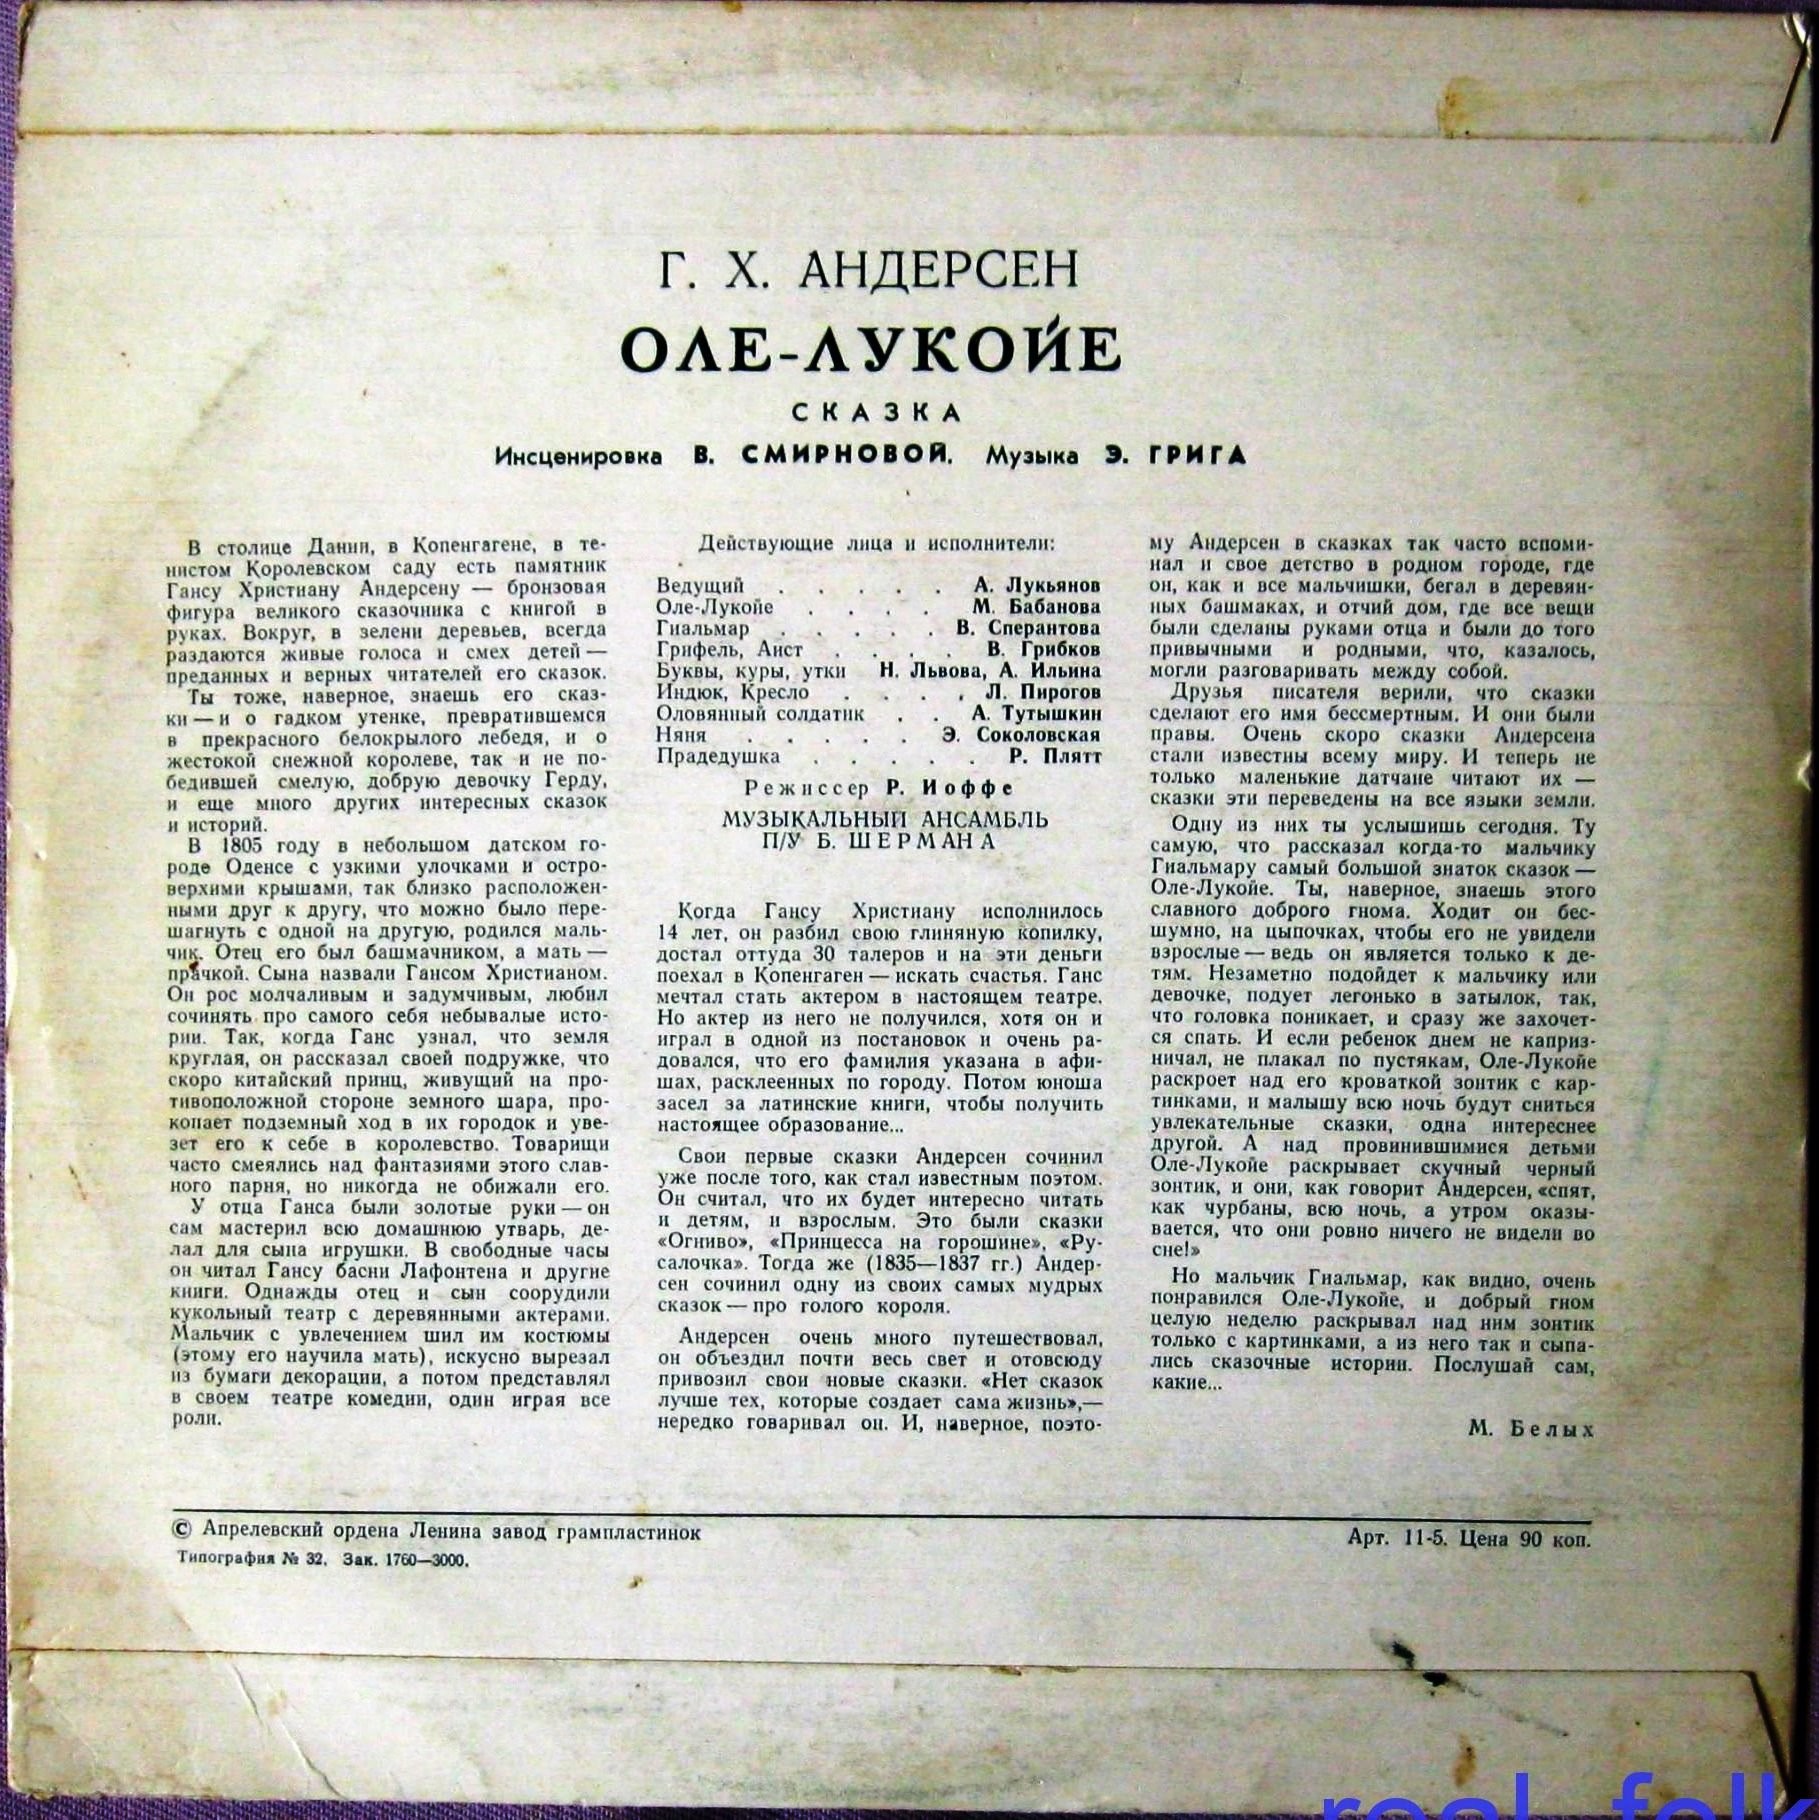 Г. Х. АНДЕРСЕН
ОЛЕ-ЛУКОЙЕ
СКАЗКА
Инсценировка В. СМИРНОВОЙ. Музыка Э. ГРИГА
В столице Дании, в Копенгагене, в те-
нистом Королевском саду есть памятник
Гансу Христиану Андерсену — бронзовая
фигура великого сказочника с книгой в
руках. Вокруг, в зелени деревьев, всегда
раздаются живые голоса и смех детей —
преданных и верных читателей его сказок.
Ты тоже, наверное, знаешь его сказ-
ки — и о гадком утенке, превратившемся
в прекрасного белокрылого лебедя, и о
жестокой снежной королеве, так и не по-
бедившей смелую, добрую девочку Герду,
и еще много других интересных сказок
и историй.
В 1805 году в небольшом датском го-
роде Оденсе с узкими улочками и остро-
верхими крышами, так близко расположен-
ными друг к другу, что можно было пере-
шагнуть с одной на другую, родился маль-
чик. Отец его был башмачником, а мать —
прачкой. Сына назвали Гансом Христианом.
Он рос молчаливым и задумчивым, любил
сочинять про самого себя небывалые исто-
рии. Так, когда Ганс узнал, что земля
круглая, он рассказал своей подружке, что
скоро китайский принц, живущий на про-
тивоположной стороне земного шара, про-
копает подземный ход в их городок и уве-
зет его к себе в королевство. Товарищи
часто смеялись над фантазиями этого слав-
ного парня, но никогда не обижали его.
У отца Ганса были золотые руки — он
сам мастерил всю домашнюю утварь, де-
лал для сына игрушки. В свободные часы
он читал Гансу басни Лафонтена и другие
книги. Однажды отец и сын соорудили
кукольный театр с деревянными актерами.
Мальчик с увлечением шил им костюмы
(этому его научила мать), искусно вырезал
из бумаги декорации, а потом представлял
в своем театре комедии, один играя все
роли.
Действующие лица и исполнители:
Ведущий . . . . . А. Лукьянов
Оле-Лукойе . . . . М. Бабанова
Гиальмар . . . . . В. Сперантова
Грифель, Аист . . . . В. Грибков
Буквы, куры, утки Н. Львова, А. Ильина
Индюк, Кресло . . . . Л. Пирогов
Оловянный солдатик . . А. Тутышкин
Няня . . . . . Э. Соколовская
Прадедушка . . . . . Р. Плятт
Режиссер Р. Иоффе
МУЗЫКАЛЬНЫЙ АНСАМБЛЬ
П/У Б. ШЕРМАНА
Когда Гансу Христиану исполнилось
14 лет, он разбил свою глиняную копилку,
достал оттуда 30 талеров и на эти деньги
поехал в Копенгаген — искать счастья. Ганс
мечтал стать актером в настоящем театре.
Но актер из него не получился, хотя он и
играл в одной из постановок и очень ра-
довался, что его фамилия указана в афи-
шах, расклеенных по городу. Потом юноша
засел за латинские книги, чтобы получить
настоящее образование...
Свои первые сказки Андерсен сочинил
уже после того, как стал известным поэтом.
Он считал, что их будет интересно читать
и детям, и взрослым. Это были сказки
«Огниво», «Принцесса на горошине», «Ру-
салочка». Тогда же (1835—1837 гг.) Андер-
сен сочинил одну из своих самых мудрых
сказок — про голого короля.
Андерсен очень много путешествовал,
он объездил почти весь свет и отовсюду
привозил свои новые сказки. «Нет сказок
лучше тех, которые создает сама жизнь»,—
нередко говаривал он. И, наверное, поэто-
му Андерсен в сказках так часто вспоми-
нал и свое детство в родном городе, где
он, как и все мальчишки, бегал в деревян-
ных башмаках, и отчий дом, где все вещи
были сделаны руками отца и были до того
привычными и родными, что, казалось,
могли разговаривать между собой.
Друзья писателя верили, что сказки
сделают его имя бессмертным. И они были
правы. Очень скоро сказки Андерсена
стали известны всему миру. И теперь не
только маленькие датчане читают их —
сказки эти переведены на все языки земли.
Одну из них ты услышишь сегодня. Ту
самую, что рассказал когда-то мальчику
Гиальмару самый большой знаток сказок —
Оле-Лукойе. Ты, наверное, знаешь этого
славного доброго гнома. Ходит он бес-
шумно, на цыпочках, чтобы его не увидели
взрослые — ведь он является только к де-
тям. Незаметно подойдет к мальчику или
девочке, подует легонько в затылок, так,
что головка поникает, и сразу же захочет-
ся спать. И если ребенок днем не каприз-
ничал, не плакал по пустякам, Оле-Лукойе
раскроет над его кроваткой зонтик с кар-
тинками, и малышу всю ночь будут сниться
увлекательные сказки, одна интереснее
другой. А над провинившимися детьми
Оле-Лукойе раскрывает скучный черный
зонтик, и они, как говорит Андерсен, «спят,
как чурбаны, всю ночь, а утром оказы-
вается, что они ровно ничего не видели во
сне!»
Но мальчик Гиальмар, как видно, очень
понравился Оле-Лукойе, и добрый гном
целую неделю раскрывал над ним зонтик
только с картинками, а из него так и сыпа-
лись сказочные истории. Послушай сам,
какие...
М. Белых
© Апрелевский ордена Ленина завод грампластинок
Арт. 11-5. Цена 90 коп.
Типография № 32. Зак. 1760—3000.
real folk